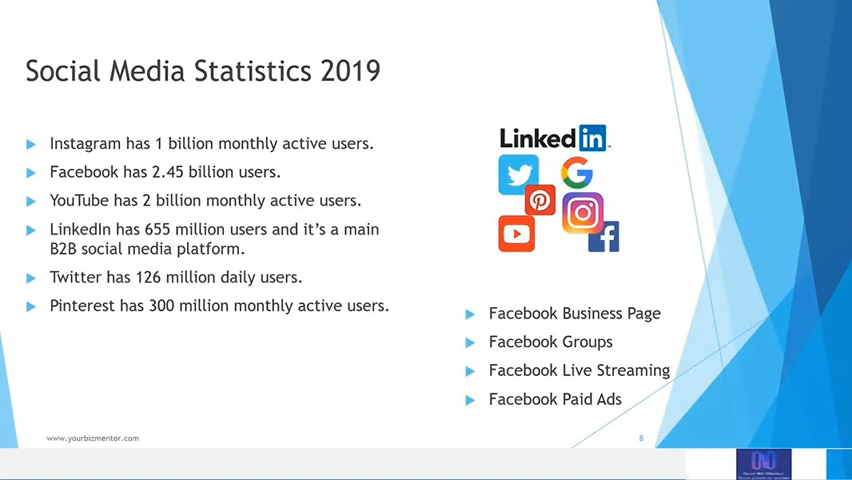 Social Media Statistics 2019
Instagram has 1 billion monthly active users.
Facebook has 2.45 billion users.
YouTube has 2 billion monthly active users.
LinkedIn has 655 million users and it's a main
B2B social media platform.
Twitter has 126 million daily users.
Pinterest has 300 million monthly active users.
Linked in
Facebook Business Page
Facebook Groups
Facebook Live Streaming
Facebook Paid Ads
www.yourbizmentor.com
8